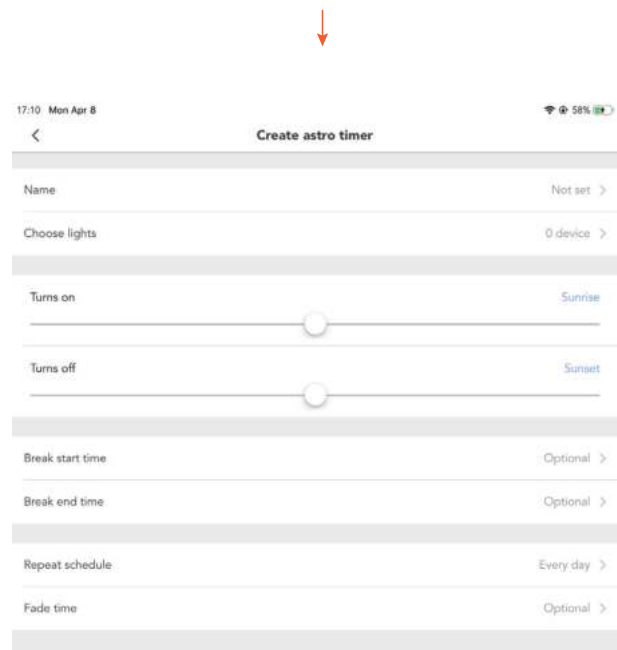 17:10 Mon Apr 8 58%
Create astro timer
Name Not set
Choose lights 0 device
Turns on Sunrise
Turns off Sunset
Break start time Optional
Break end time Optional
Repeat schedule Every day
Fade time Optional